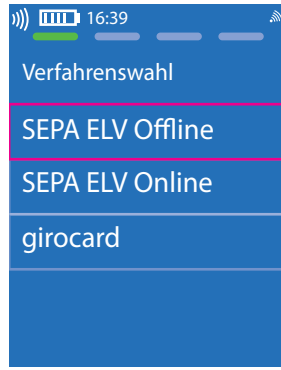 16:39
Verfahrenswahl
SEPA ELV Offline
SEPA ELV Online
girocard